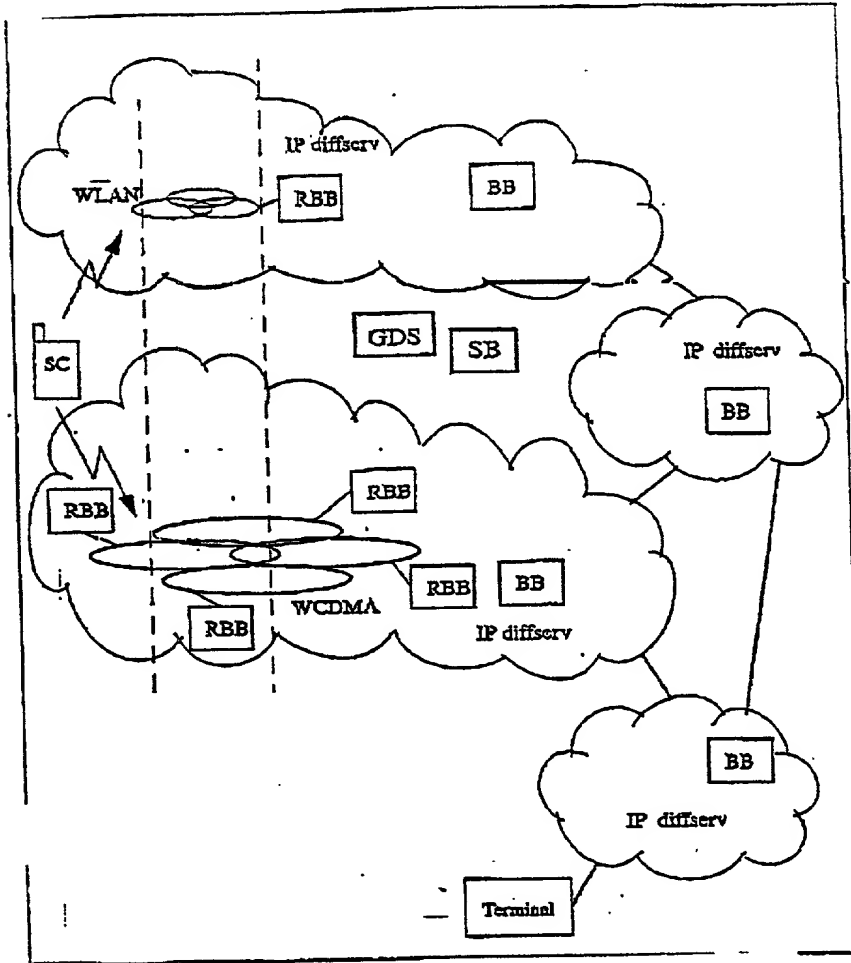 IP diffserv
WLAN
RBB
BB
GDS
SB
IP diffserv
SC
BB
RBB
RBB
RBB
BB
WCDMA
RBB
IP diffserv
BB
IP diffserv
Terminal